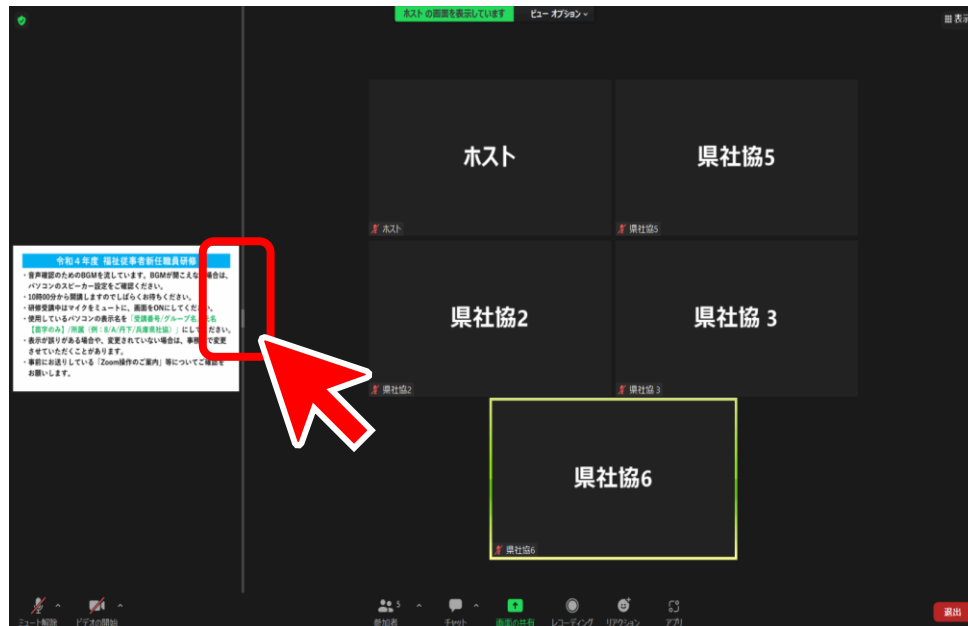 ホスト の画面を表示しています
ビュー オプション
表示
ホスト
ホスト
県社協5
県社協5
県社協2
県社協2
県社協 3
県社協 3
県社協6
県社協6
令和４年度 福祉従事者新任職員研修
・音声確認のためのBGMを流しています。BGMが聞こえな 場合は、
パソコンのスピーカー設定をご確認ください。
・10時00分から開講しますのでしばらくお待ちください。
・研修受講中はマイクをミュートに、画面をONにしてくだ 。
・使用しているパソコンの表示名を「受講番号/グループ名 氏名
【苗字のみ】/所属（例：8/A/丹下/兵庫県社協）」にして ださい。
・表示が誤りがある場合や、変更されていない場合は、事務 で変更
させていただくことがあります。
・事前にお送りしている「Zoom操作のご案内」等についてご確認を
お願いします。
ミュート解除
ビデオの開始
5
参加者
チャット
画面の共有
レコーディング
リアクション
アプリ
退出